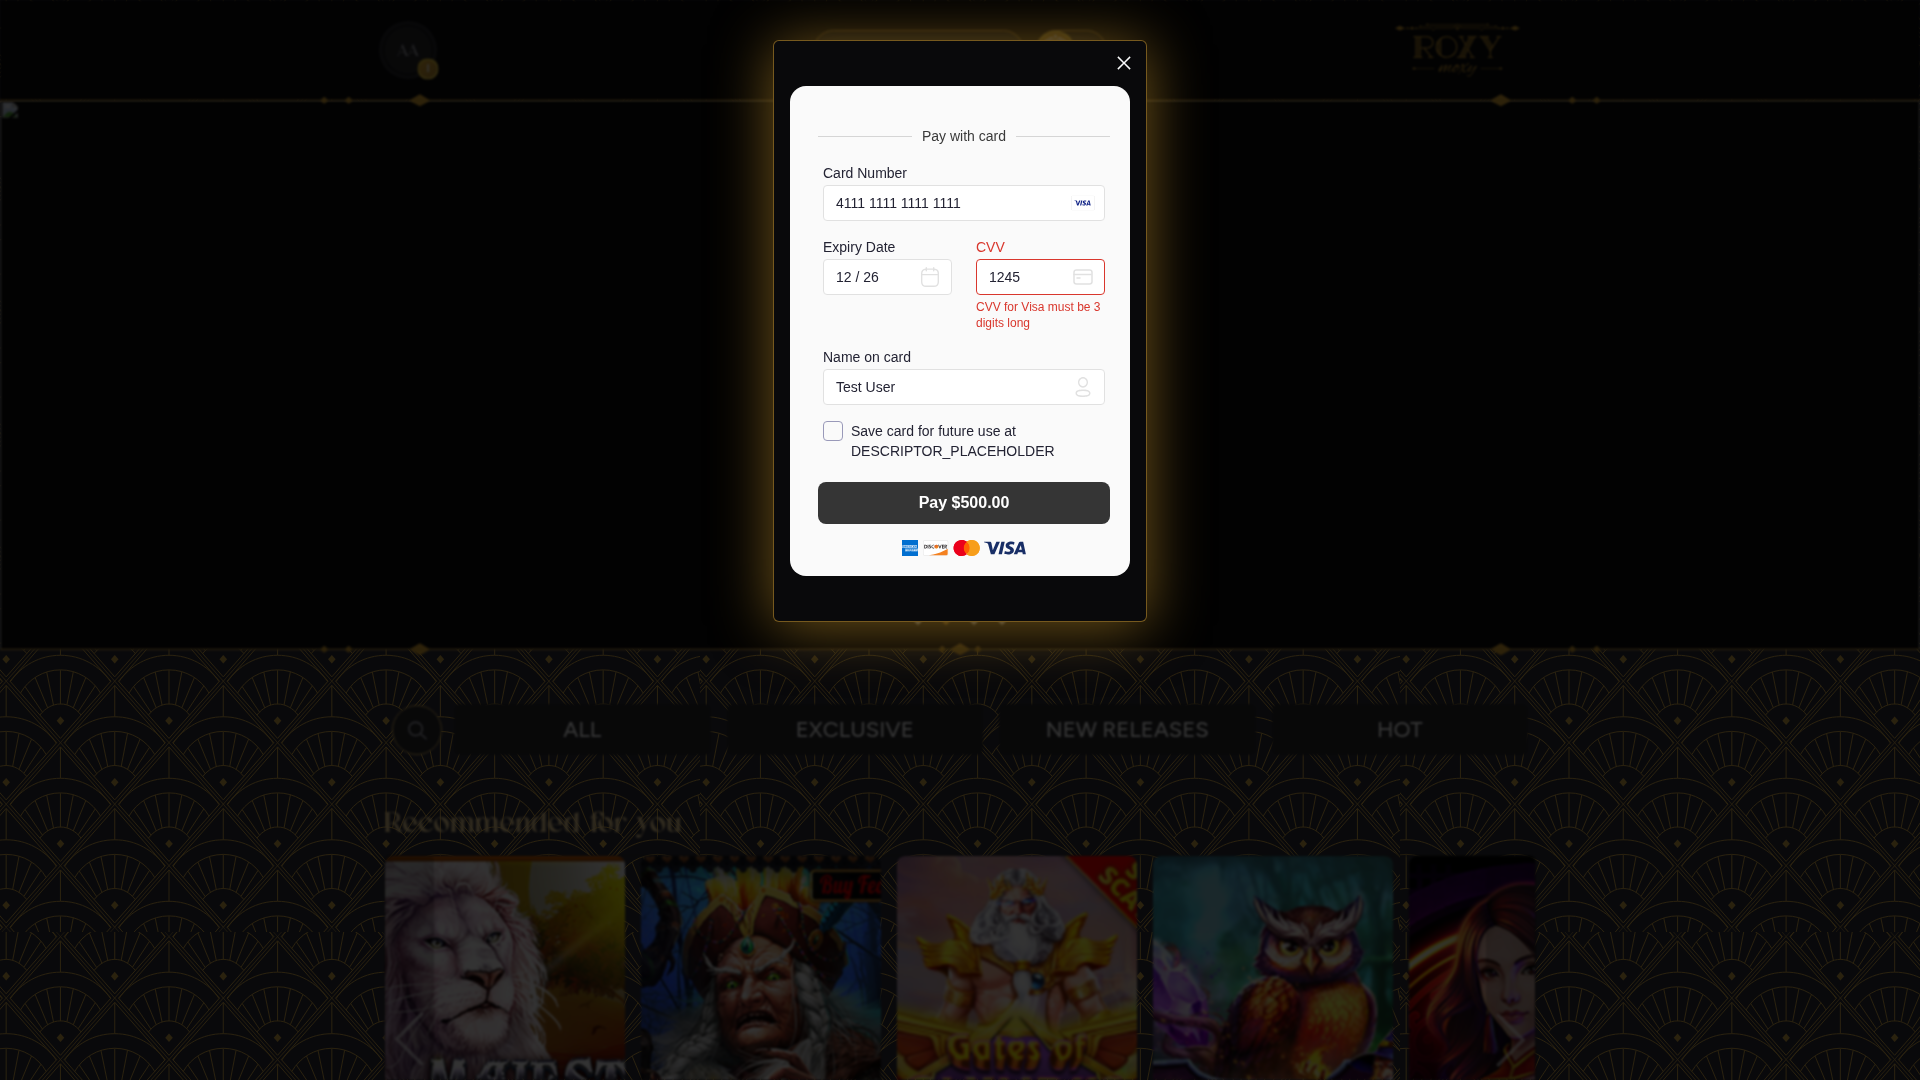 AA
ROXY
moxy
Pay with card
Card Number
4111 1111 1111 1111
VISA
Expiry Date
CVV
12 / 26
1245
CVV for Visa must be 3
digits long
Name on card
Test User
Save card for future use at
DESCRIPTOR_PLACEHOLDER
Pay $500.00
DISCOVER
VISA
ALL
EXCLUSIVE
NEW RELEASES
HOT
Recommended for you
Buy
Gates of